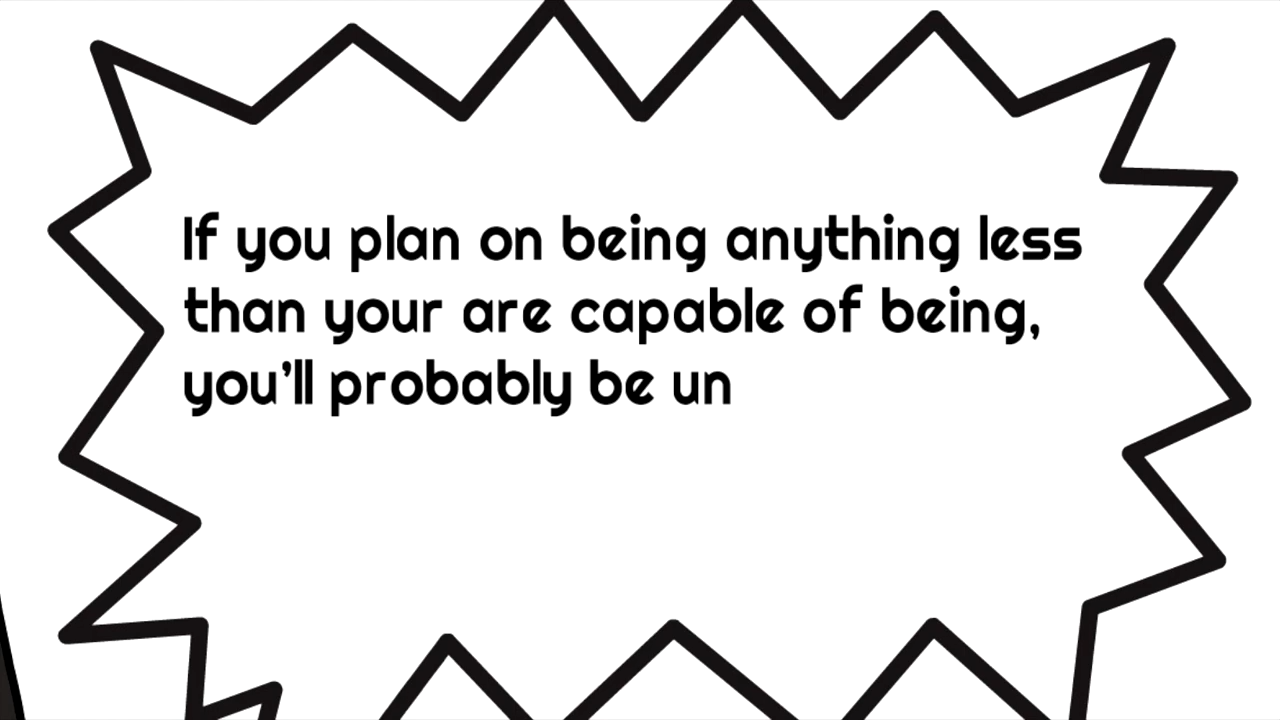 If you plan on being anything less
than your are capable of being,
you’ll probably be un